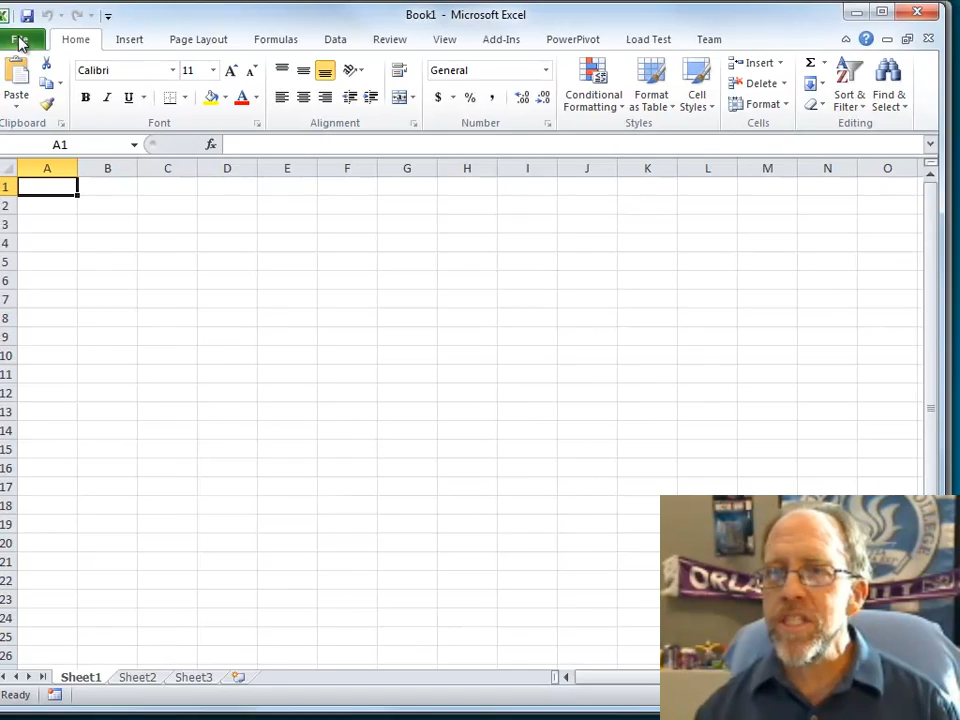 Book1 - Microsoft Excel
File Home Insert Page Layout Formulas Data Review View Add-Ins PowerPivot Load Test Team
Calibri 11 General Insert Σ
Delete
Paste B I U A $ % , Conditional Formatting Format as Table Cell Styles Format Sort & Filter Find & Select
Clipboard Font Alignment Number Styles Cells Editing
A1 fx
A B C D E F G H I J K L M N O
1
2
3
4
5
6
7
8
9
10
11
12
13
14
15
16
17
18
19
20
21
22
23
24
25
26
ORLA
Sheet1 Sheet2 Sheet3
Ready